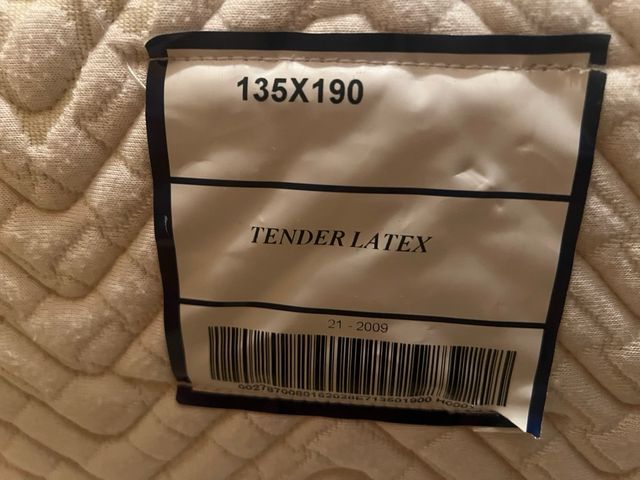 135X190
TENDER LATEX
21 - 2009